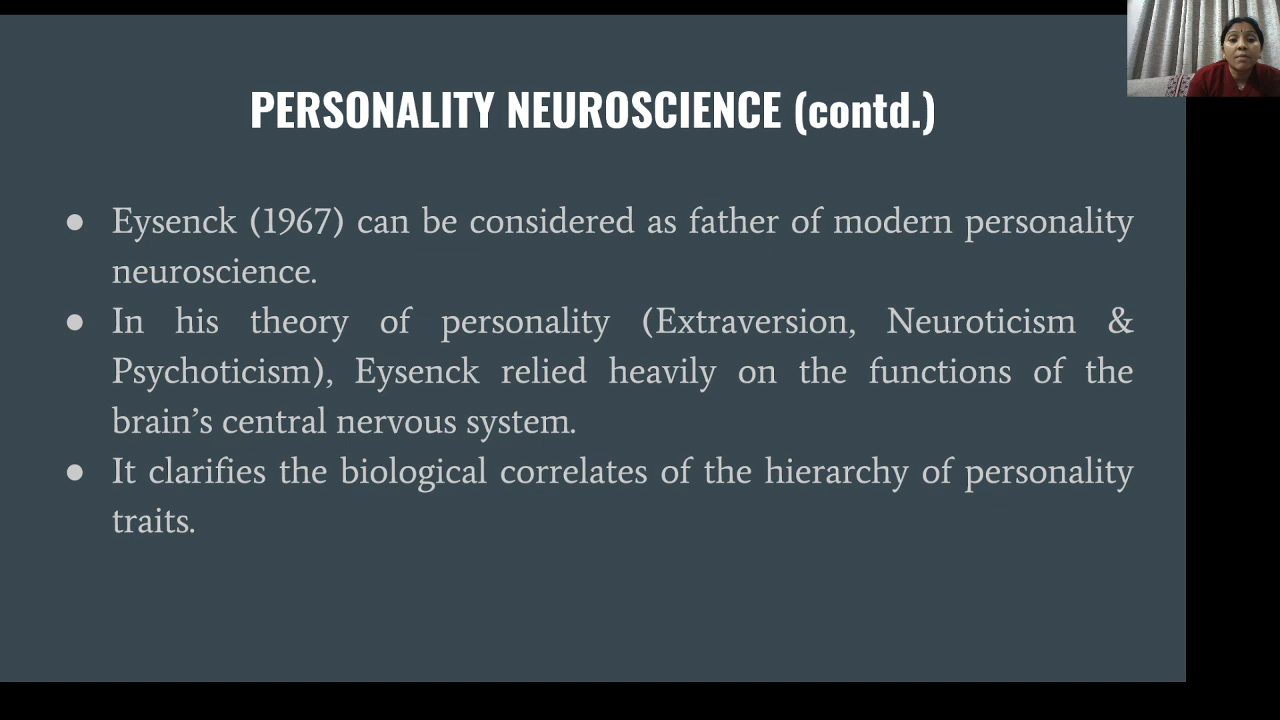 PERSONALITY NEUROSCIENCE (contd.)
● Eysenck (1967) can be considered as father of modern personality
neuroscience.
● In his theory of personality (Extraversion, Neuroticism &
Psychoticism), Eysenck relied heavily on the functions of the
brain’s central nervous system.
● It clarifies the biological correlates of the hierarchy of personality
traits.